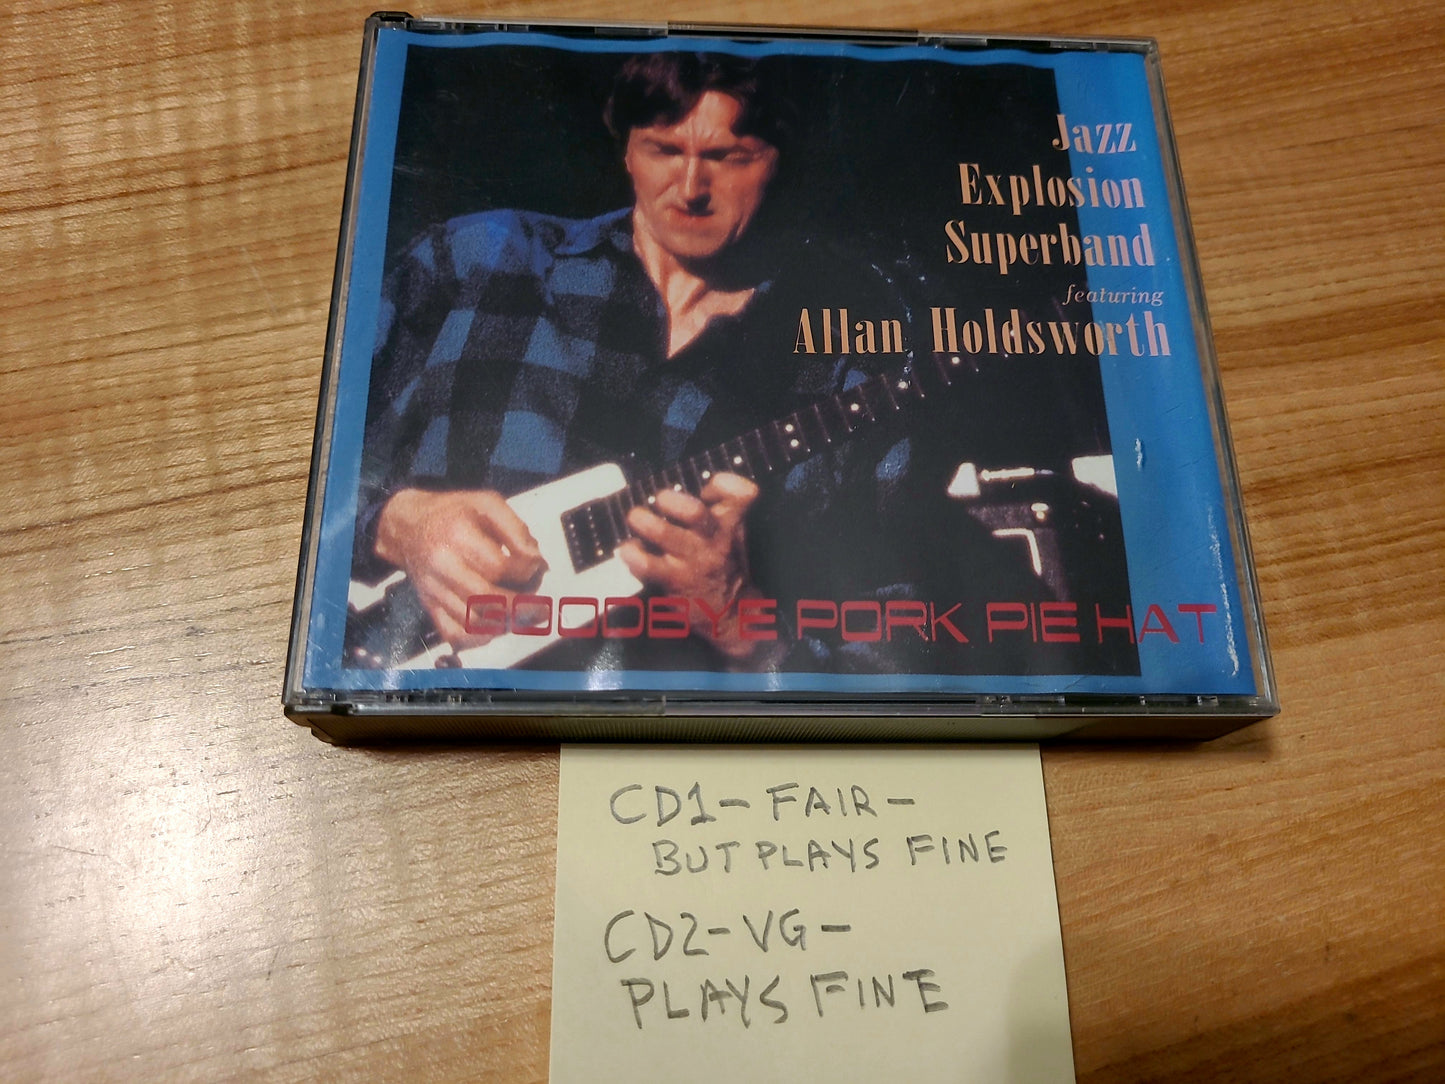 Jazz
Explosion
Superband
featuring
Allan Holdsworth
GOODBYE PORK PIE HAT
CD1-FAIR-
BUT PLAYS FINE
CD2-VG-
PLAYS FINE